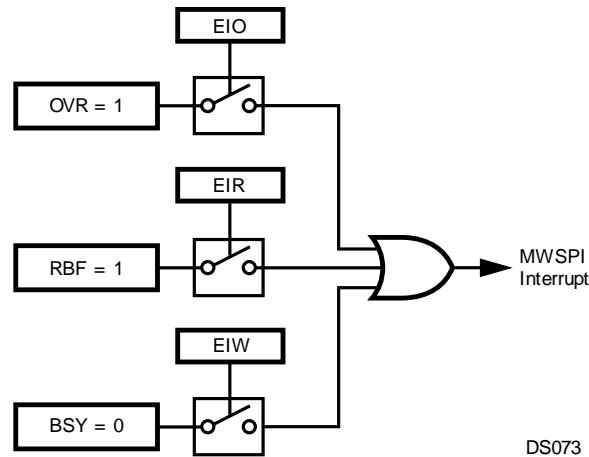 EIO
OVR = 1
EIR
RBF = 1
MWSPI
Interrupt
EIW
BSY = 0
DS073